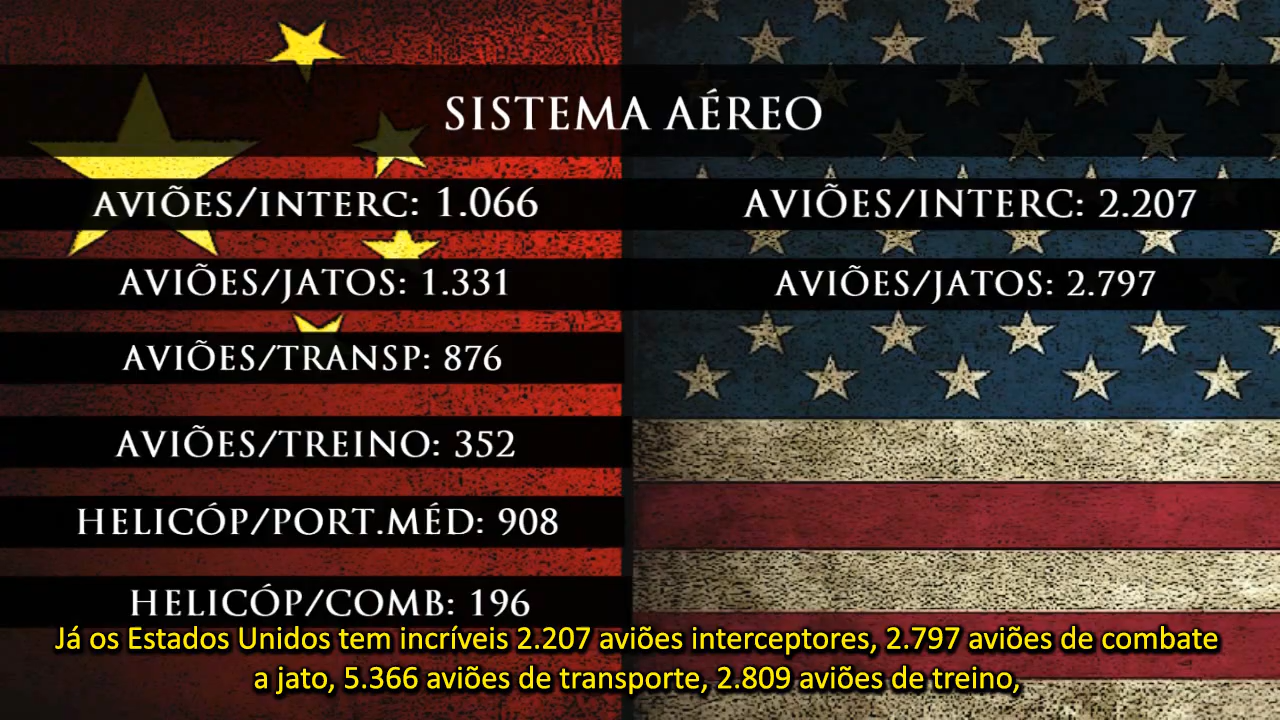 SISTEMA AÉREO
AVIÕES/INTERC: 1.066
AVIÕES/JATOS: 1.331
AVIÕES/TRANSP: 876
AVIÕES/TREINO: 352
HELICÓP/PORT.MÉD: 908
HELICÓP/COMB: 196
AVIÕES/INTERC: 2.207
AVIÕES/JATOS: 2.797
Já os Estados Unidos tem incríveis 2.207 aviões interceptores, 2.797 aviões de combate
a jato, 5.366 aviões de transporte, 2.809 aviões de treino,